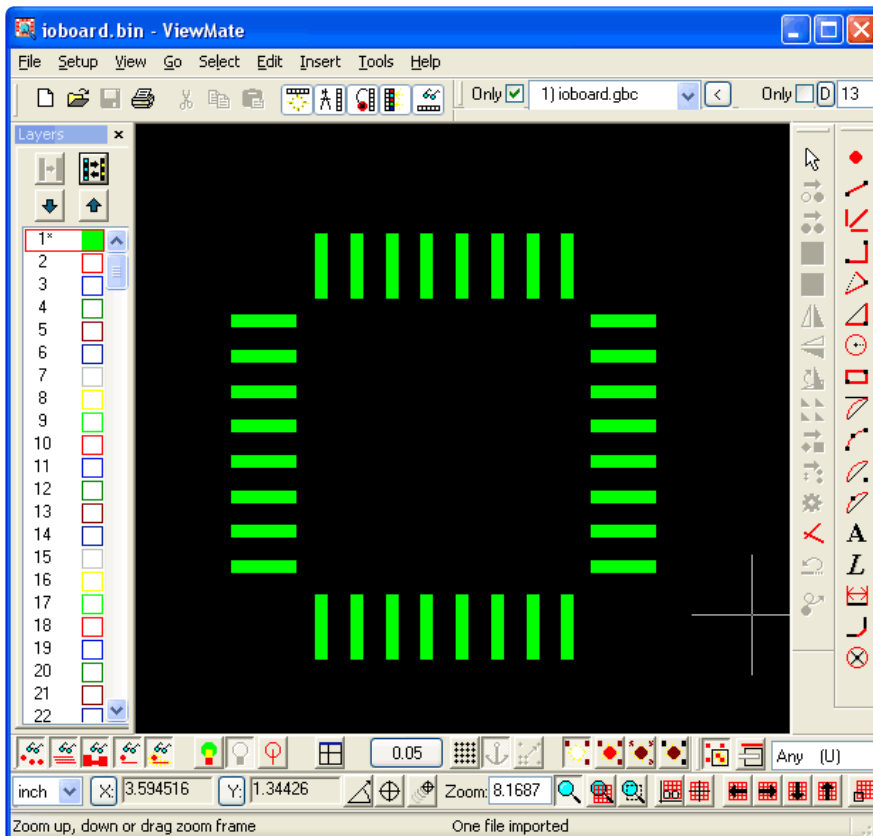 ioboard.bin - ViewMate
File Setup View Go Select Edit Insert Tools Help
Only 1) ioboard.gbc < Only D 13
Layers x
1*
2
3
4
5
6
7
8
9
10
11
12
13
14
15
16
17
18
19
20
21
22
A
L
0.05 Any (U)
inch X: 3.594516 Y: 1.34426 Zoom: 8.1687
Zoom up, down or drag zoom frame One file imported